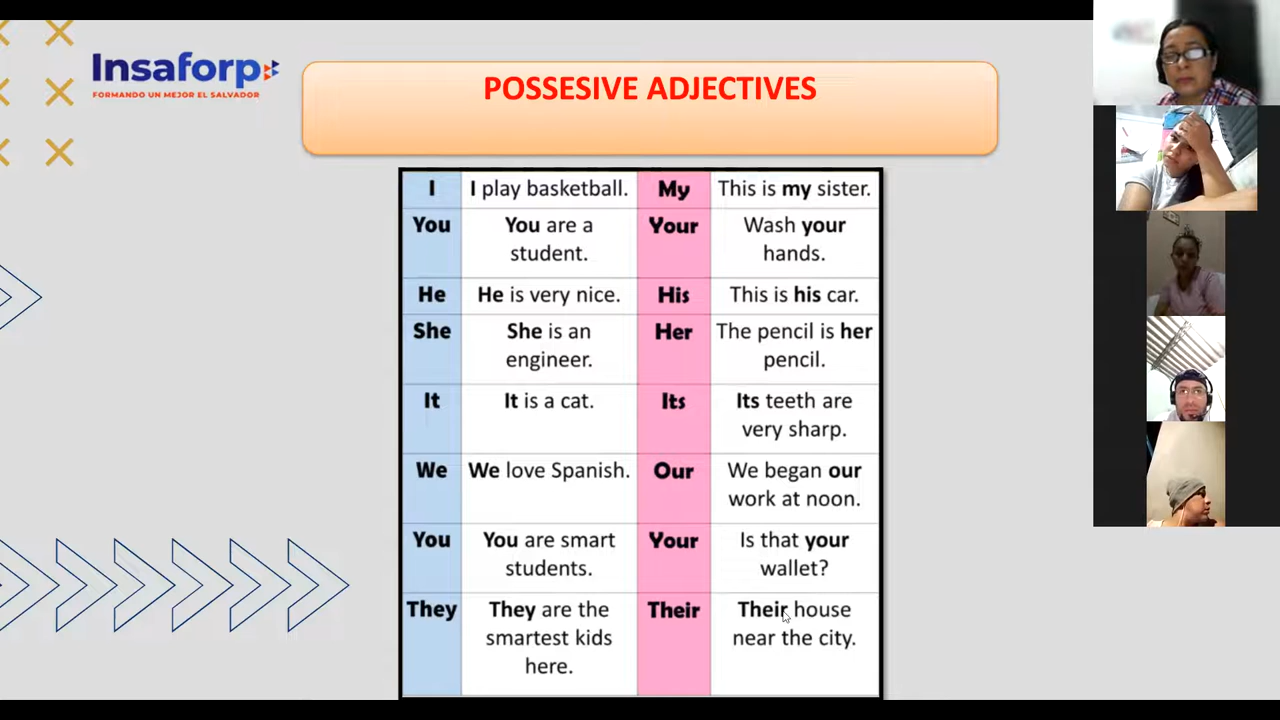 Insaforp
FORMANDO UN MEJOR EL SALVADOR
POSSESIVE ADJECTIVES
I
I play basketball.
My
This is my sister.
You
You are a
student.
Your
Wash your
hands.
He
He is very nice.
His
This is his car.
She
She is an
engineer.
Her
The pencil is her
pencil.
It
It is a cat.
Its
Its teeth are
very sharp.
We
We love Spanish.
Our
We began our
work at noon.
You
You are smart
students.
Your
Is that your
wallet?
They
They are the
smartest kids
here.
Their
Their house
near the city.